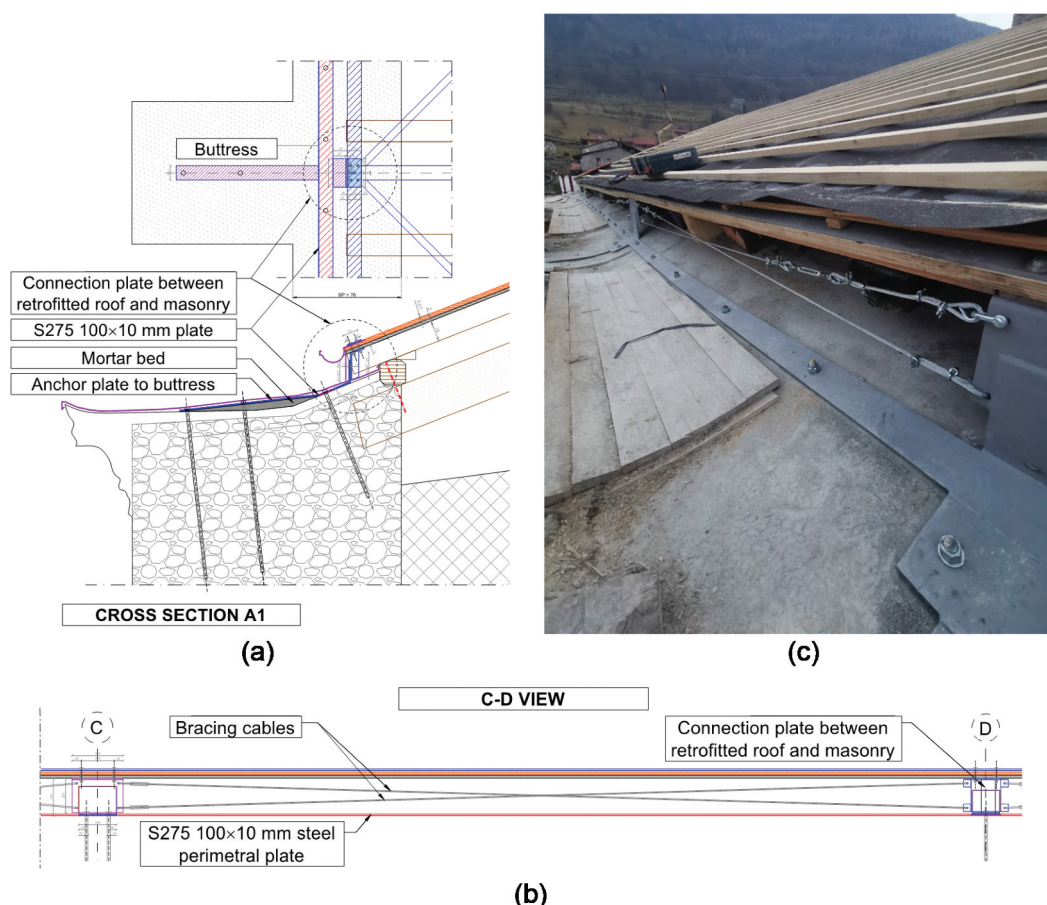 Buttress
Connection plate between
retrofitted roof and masonry
S275 100×10 mm plate
Mortar bed
Anchor plate to buttress
SP = 76
CROSS SECTION A1
(a)
(c)
C-D VIEW
C
Bracing cables
Connection plate between
retrofitted roof and masonry
D
S275 100×10 mm steel
perimetral plate
(b)